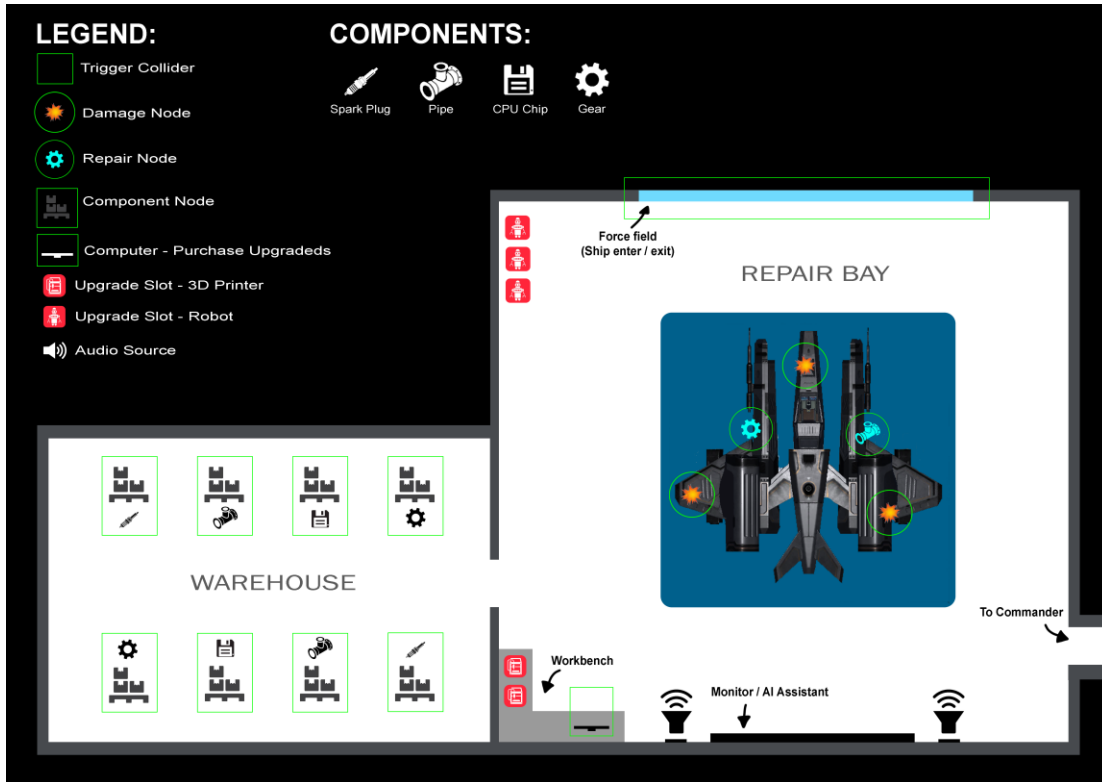 LEGEND:
COMPONENTS:
Trigger Collider
Damage Node
Repair Node
Component Node
Computer - Purchase Upgradeds
Upgrade Slot - 3D Printer
Upgrade Slot - Robot
Audio Source
Spark Plug
Pipe
CPU Chip
Gear
Force field
(Ship enter / exit)
REPAIR BAY
WAREHOUSE
To Commander
Workbench
Monitor / AI Assistant